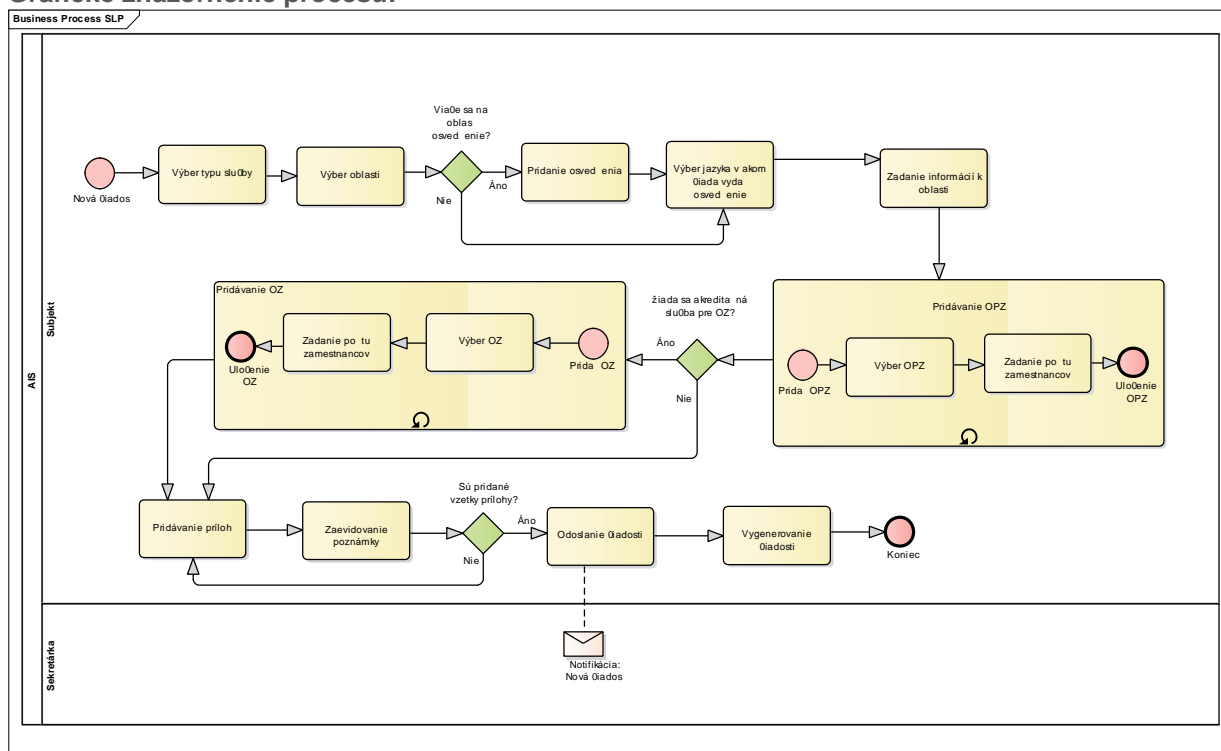 Grafické znázornenie procesu:
Business Process SLP
AIS
Subjekt
Nová 0iados
Výber typu slu0by
Výber oblasti
Via0e sa na
oblas
osved enie?
Áno
Nie
Pridanie osved enia
Výber jazyka v akom
0iada vyda
osved enie
Zadanie informácií k
oblasti
Pridávanie OPZ
Prida OPZ
Výber OPZ
Zadanie po tu
zamestnancov
Ulo0enie
OPZ
žiada sa akredita ná
slu0ba pre OZ?
Áno
Nie
Pridávanie OZ
Prida OZ
Výber OZ
Zadanie po tu
zamestnancov
Ulo0enie
OZ
Pridávanie príloh
Zaevidovanie
poznámky
Sú pridané
vzetky prílohy?
Áno
Nie
Odoslanie 0iadosti
Vygenerovanie
0iadosti
Koniec
Sekretárka
Notifikácia:
Nová 0iados